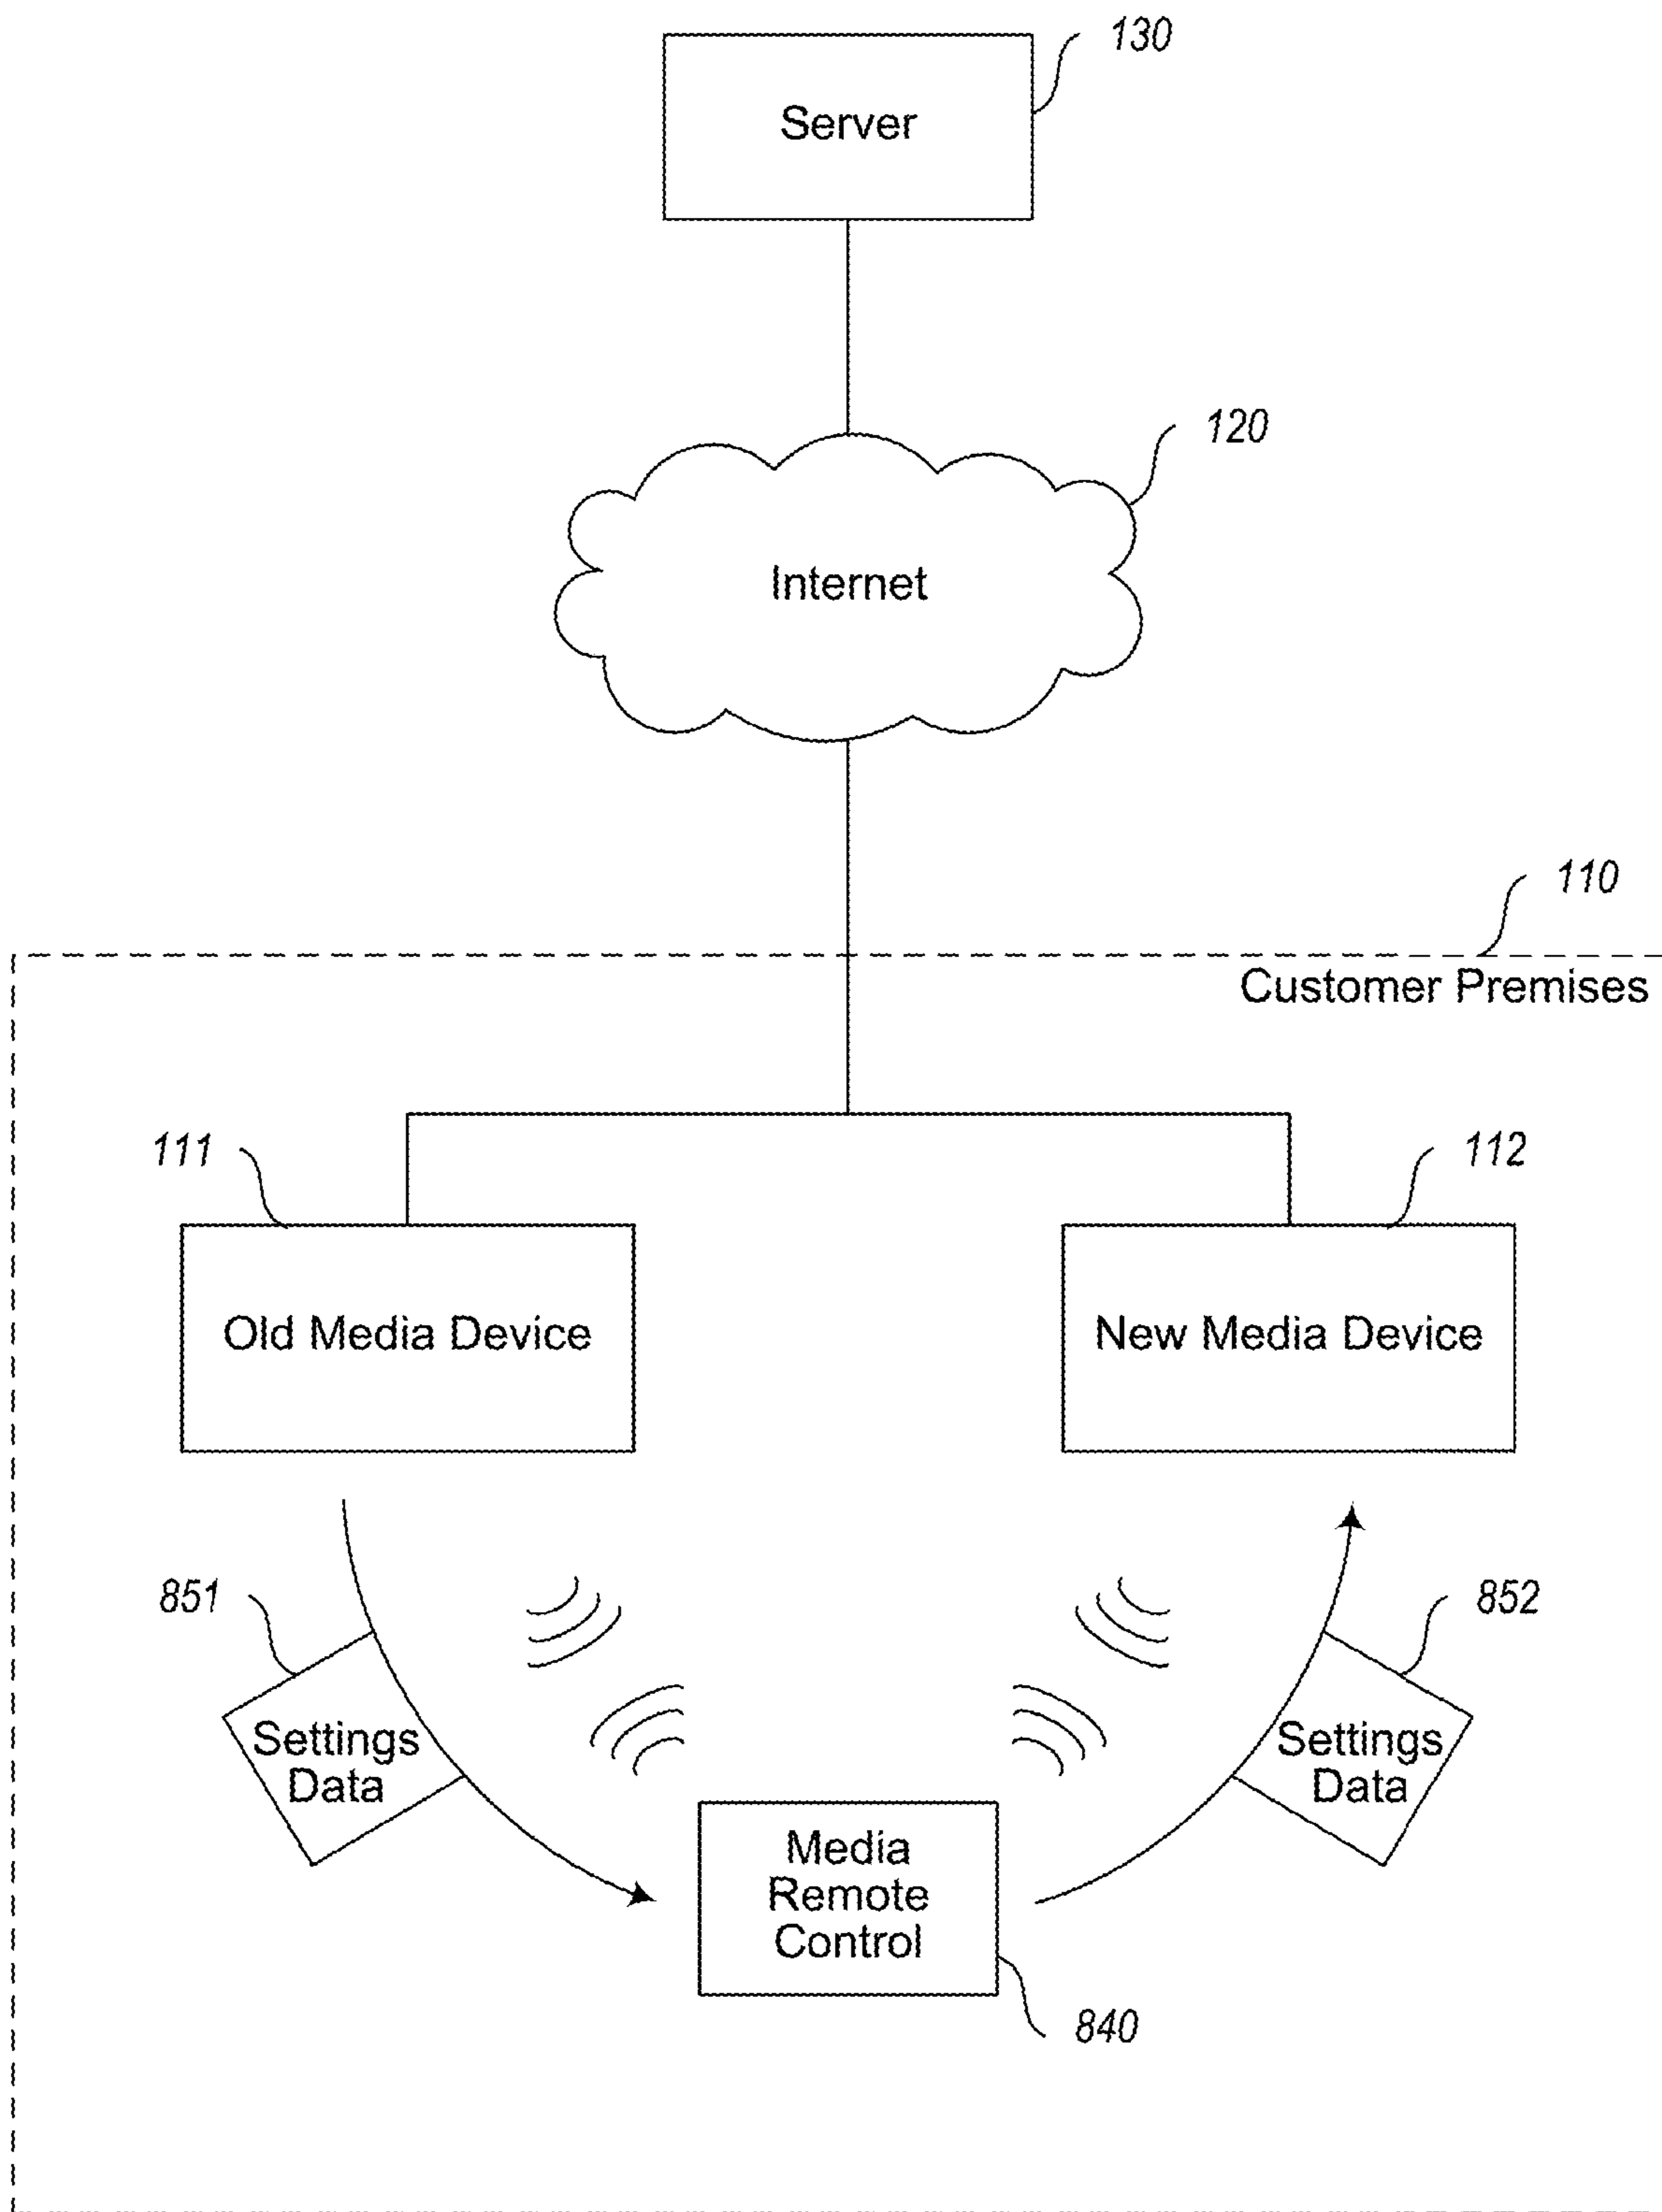 130
Server
120
Internet
110
Customer Premises
111
112
Old Media Device
New Media Device
851
852
Settings
Data
Settings
Data
Media
Remote
Control
840